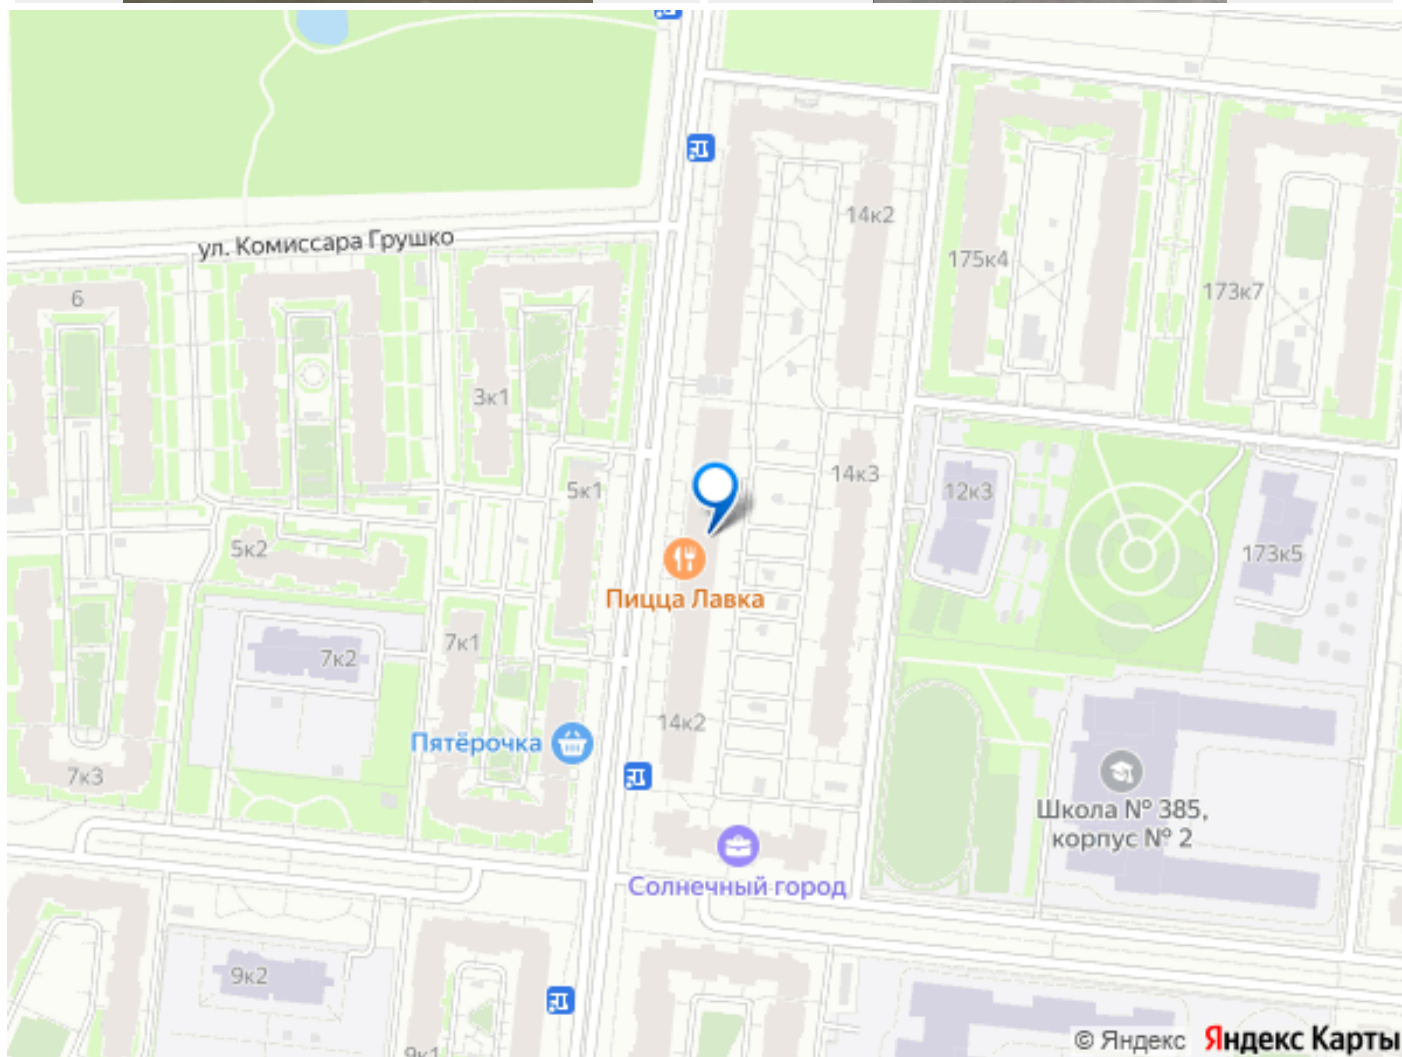 14к2
ул. Комиссара Грушко
175к4
6
173к7
3к1
14к3
5к1
12к3
5к2
173к5
Пицца Лавка
7к1
7к2
14к2
Пятёрочка
7к3
Школа № 385,
корпус № 2
Солнечный город
9к2
© Яндекс Яндекс Карты
9к1